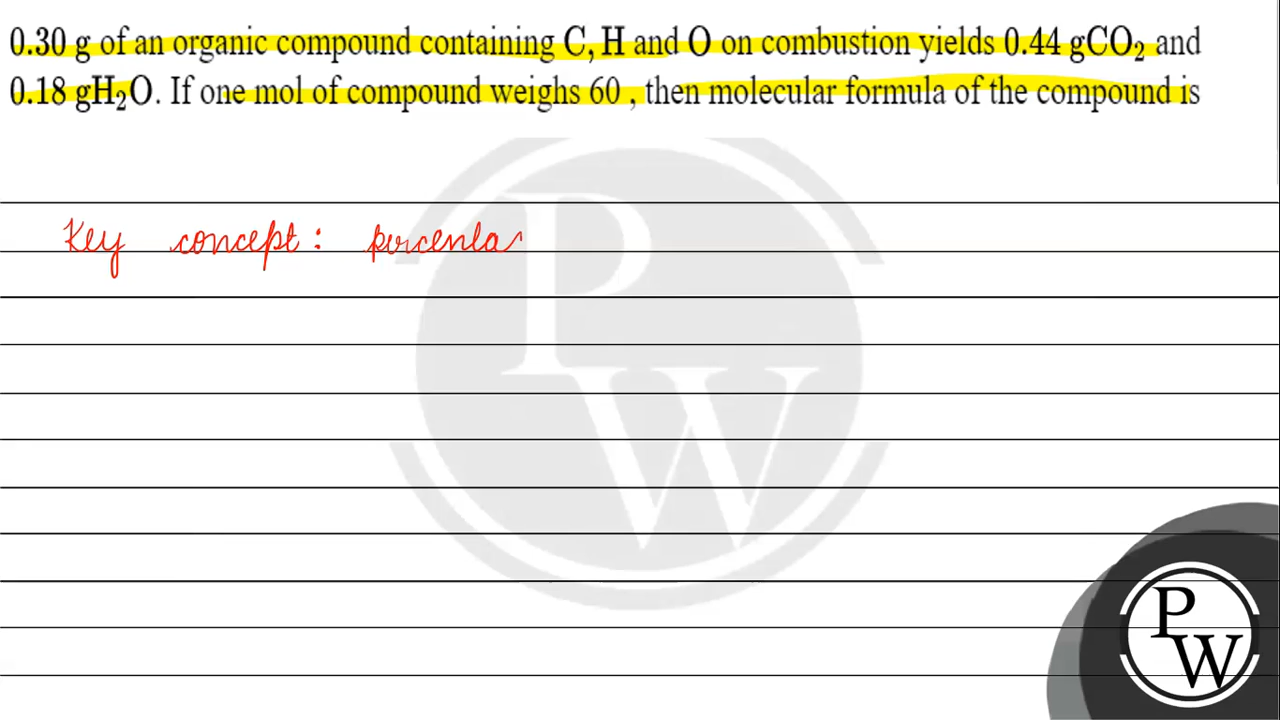 0.30 g of an organic compound containing C, H and O on combustion yields 0.44 gCO₂ and
0.18 gH₂O. If one mol of compound weighs 60 , then molecular formula of the compound is
Key concept: percenta
P
W
P
W